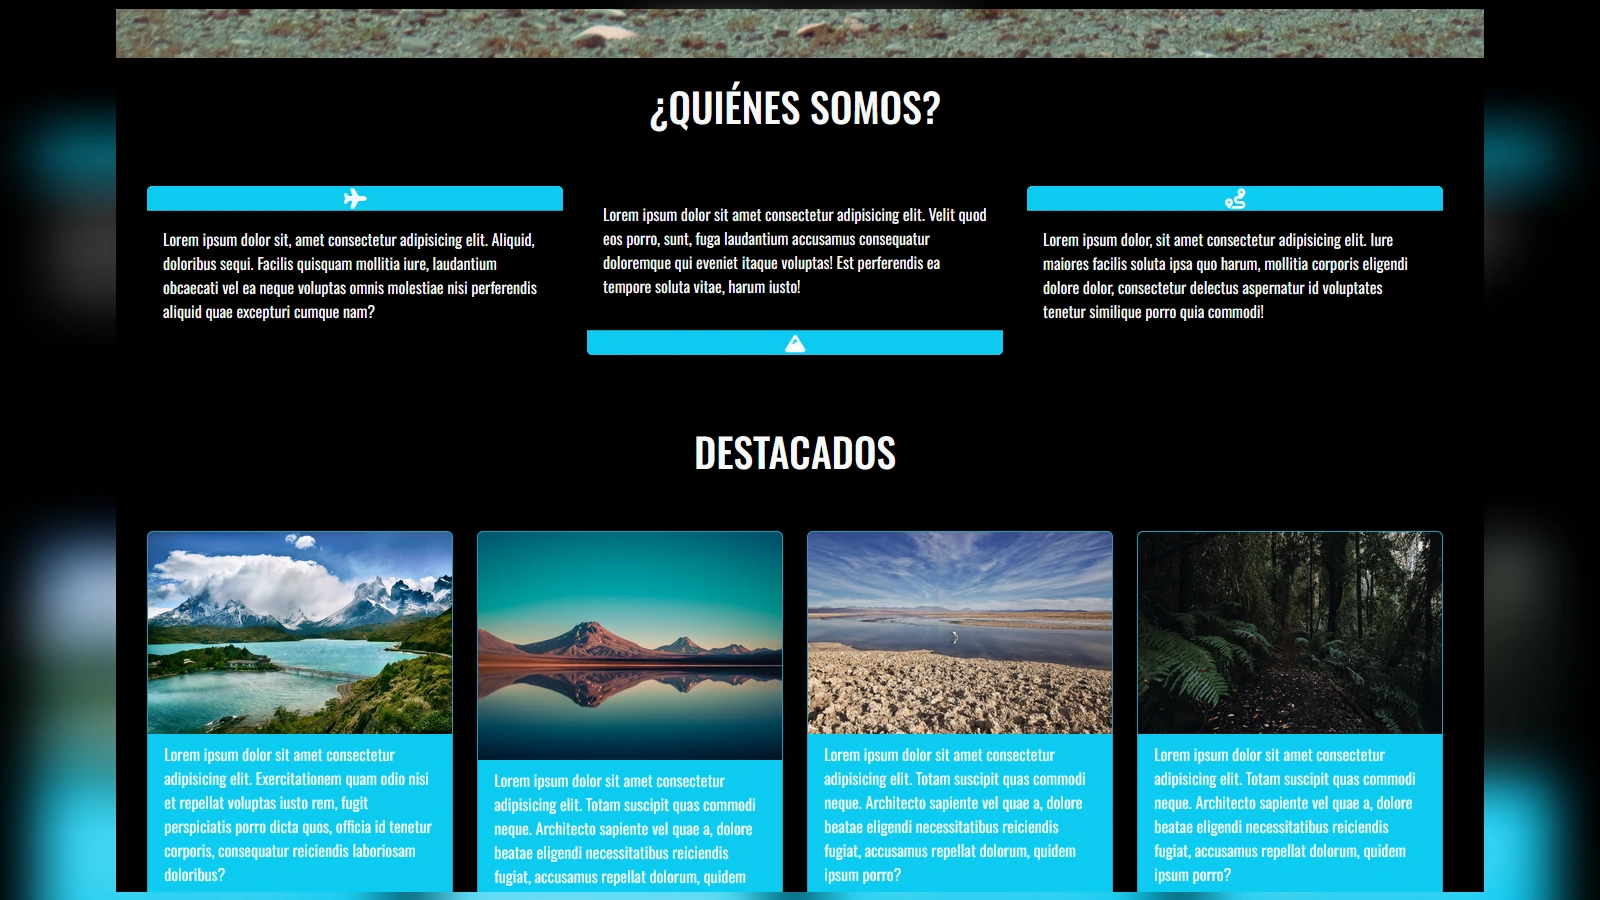 ¿QUIÉNES SOMOS?
Lorem ipsum dolor sit, amet consectetur adipisicing elit. Aliquid,
doloribus sequi. Facilis quisquam mollitia iure, laudantium
obcaecati vel ea neque voluptas omnis molestiae nisi perferendis
aliquid quae excepturi cumque nam?
Lorem ipsum dolor sit amet consectetur adipisicing elit. Velit quod
eos porro, sunt, fuga laudantium accusamus consequatur
doloremque qui eveniet itaque voluptas! Est perferendis ea
tempore soluta vitae, harum iusto!
Lorem ipsum dolor, sit amet consectetur adipisicing elit. Iure
maiores facilis soluta ipsa quo harum, mollitia corporis eligendi
dolore dolor, consectetur delectus aspernatur id voluptates
tenetur similique porro quia commodi!
DESTACADOS
Lorem ipsum dolor sit amet consectetur
adipisicing elit. Exercitationem quam odio nisi
et repellat voluptas iusto rem, fugit
perspiciatis porro dicta quos, officia id tenetur
corporis, consequatur reiciendis laboriosam
doloribus?
Lorem ipsum dolor sit amet consectetur
adipisicing elit. Totam suscipit quas commodi
neque. Architecto sapiente vel quae a, dolore
beatae eligendi necessitatibus reiciendis
fugiat, accusamus repellat dolorum, quidem
Lorem ipsum dolor sit amet consectetur
adipisicing elit. Totam suscipit quas commodi
neque. Architecto sapiente vel quae a, dolore
beatae eligendi necessitatibus reiciendis
fugiat, accusamus repellat dolorum, quidem
ipsum porro?
Lorem ipsum dolor sit amet consectetur
adipisicing elit. Totam suscipit quas commodi
neque. Architecto sapiente vel quae a, dolore
beatae eligendi necessitatibus reiciendis
fugiat, accusamus repellat dolorum, quidem
ipsum porro?